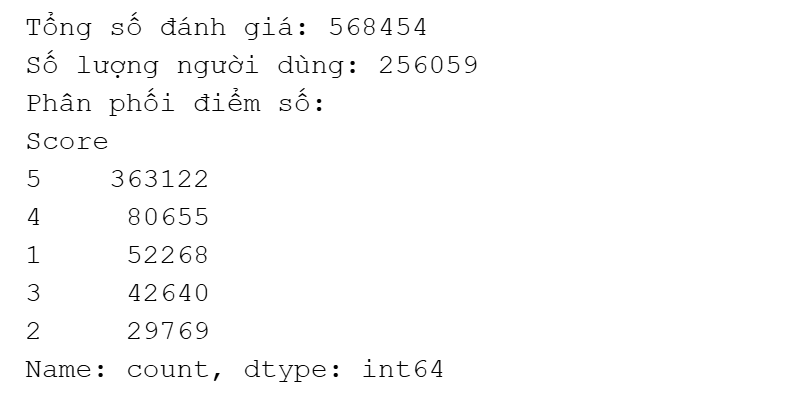 Tổng số đánh giá: 568454
Số lượng người dùng: 256059
Phân phối điểm số:
Score
5    363122
4     80655
1     52268
3     42640
2     29769
Name: count, dtype: int64